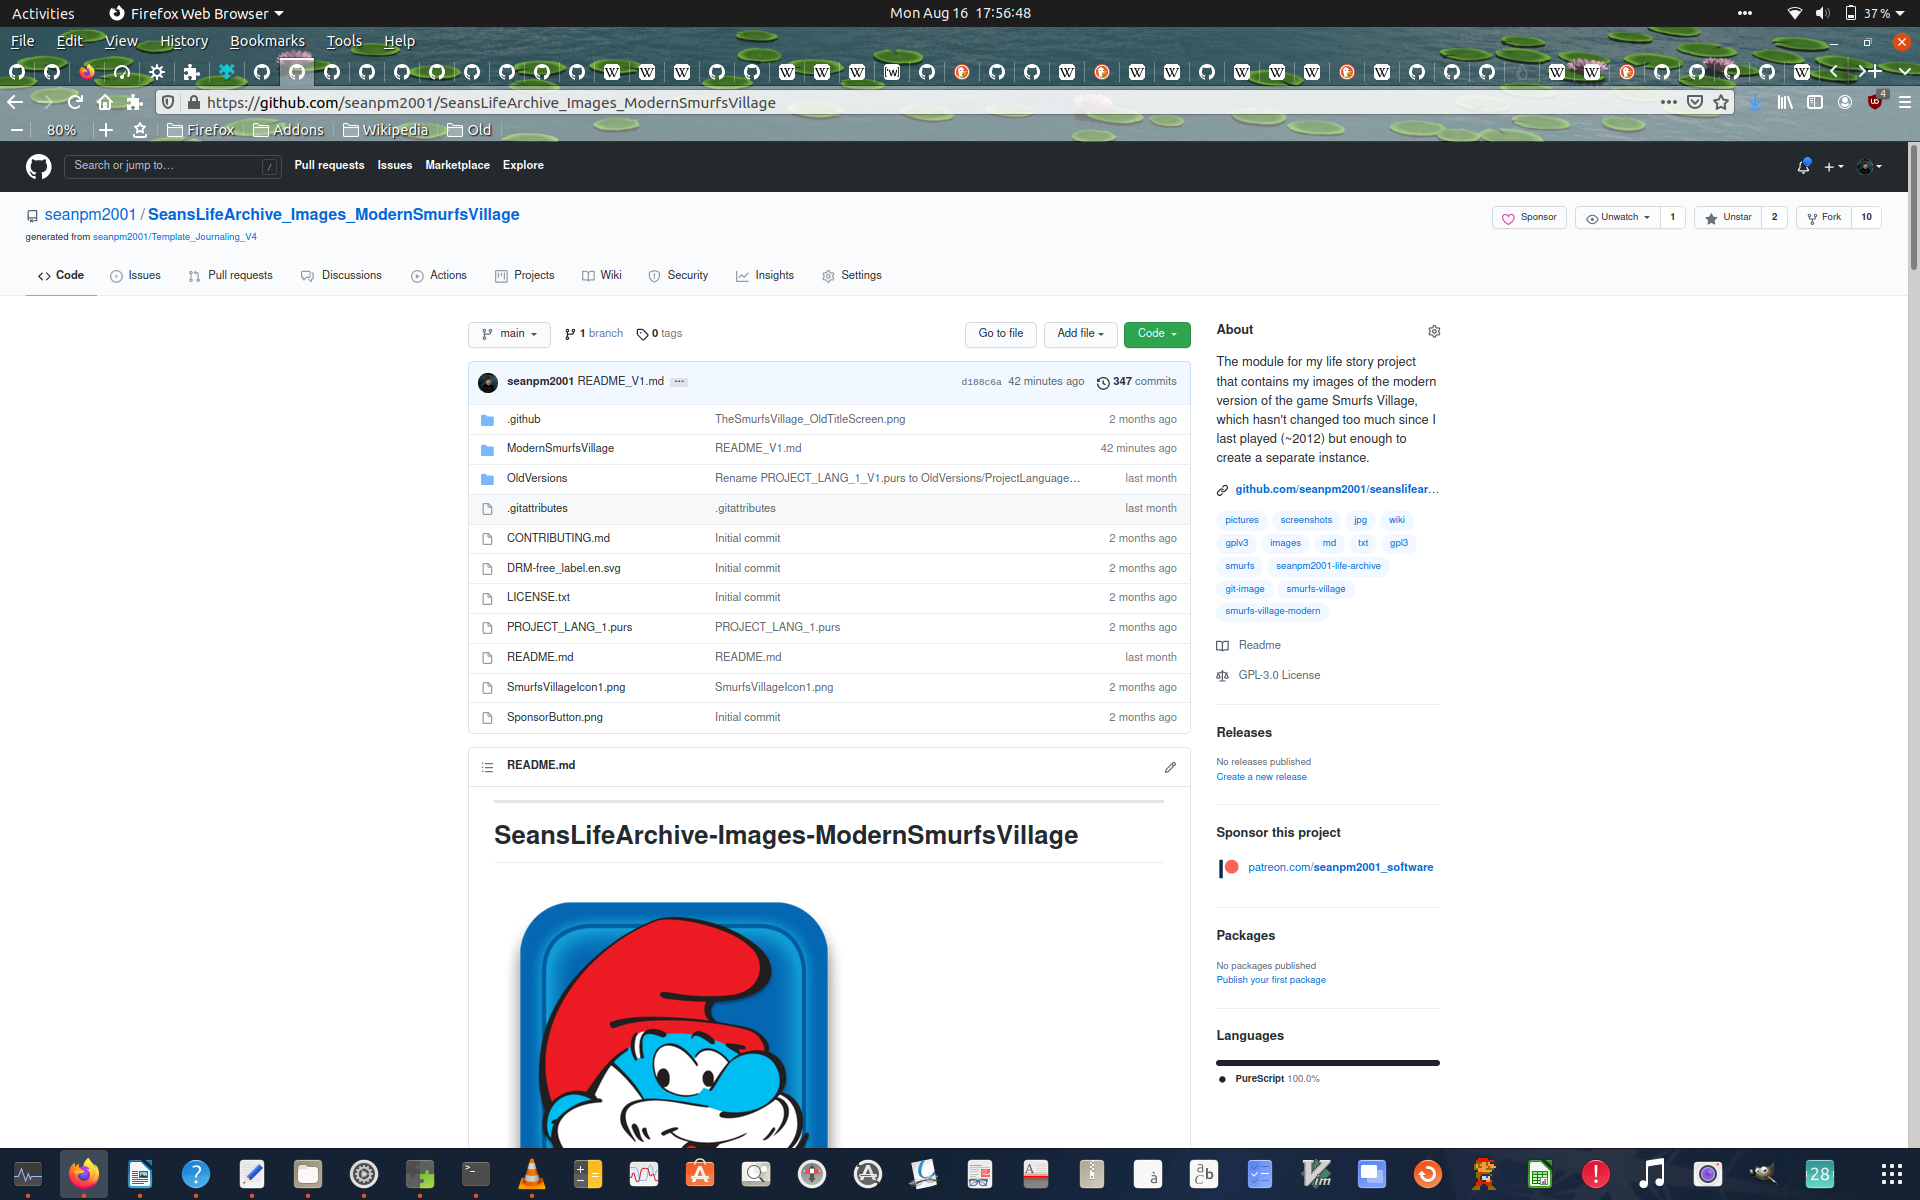 Activities Firefox Web Browser Mon Aug 16 17:56:48 37 %
File Edit View History Bookmarks Tools Help
https://github.com/seanpm2001/SeansLifeArchive_Images_ModernSmurfsVillage 4
80% Firefox Addons Wikipedia Old
Search or jump to… / Pull requests Issues Marketplace Explore
seanpm2001 / SeansLifeArchive_Images_ModernSmurfsVillage Sponsor Unwatch 1 Unstar 2 Fork 10
generated from seanpm2001/Template_Journaling_V4
Code Issues Pull requests Discussions Actions Projects Wiki Security Insights Settings
main 1 branch 0 tags Go to file Add file Code
seanpm2001 README_V1.md ... d188c6a 42 minutes ago 347 commits
.github TheSmurfsVillage_OldTitleScreen.png 2 months ago
ModernSmurfsVillage README_V1.md 42 minutes ago
OldVersions Rename PROJECT_LANG_1_V1.purs to OldVersions/ProjectLanguage… last month
.gitattributes .gitattributes last month
CONTRIBUTING.md Initial commit 2 months ago
DRM-free_label.en.svg Initial commit 2 months ago
LICENSE.txt Initial commit 2 months ago
PROJECT_LANG_1.purs PROJECT_LANG_1.purs 2 months ago
README.md README.md last month
SmurfsVillageIcon1.png SmurfsVillageIcon1.png 2 months ago
SponsorButton.png Initial commit 2 months ago
README.md
SeansLifeArchive-Images-ModernSmurfsVillage
About
The module for my life story project
that contains my images of the modern
version of the game Smurfs Village,
which hasn't changed too much since I
last played (~2012) but enough to
create a separate instance.
github.com/seanpm2001/seanslifear…
pictures screenshots jpg wiki
gplv3 images md txt gpl3
smurfs seanpm2001-life-archive
git-image smurfs-village
smurfs-village-modern
Readme
GPL-3.0 License
Releases
No releases published
Create a new release
Sponsor this project
patreon.com/seanpm2001_software
Packages
No packages published
Publish your first package
Languages
PureScript 100.0%
28